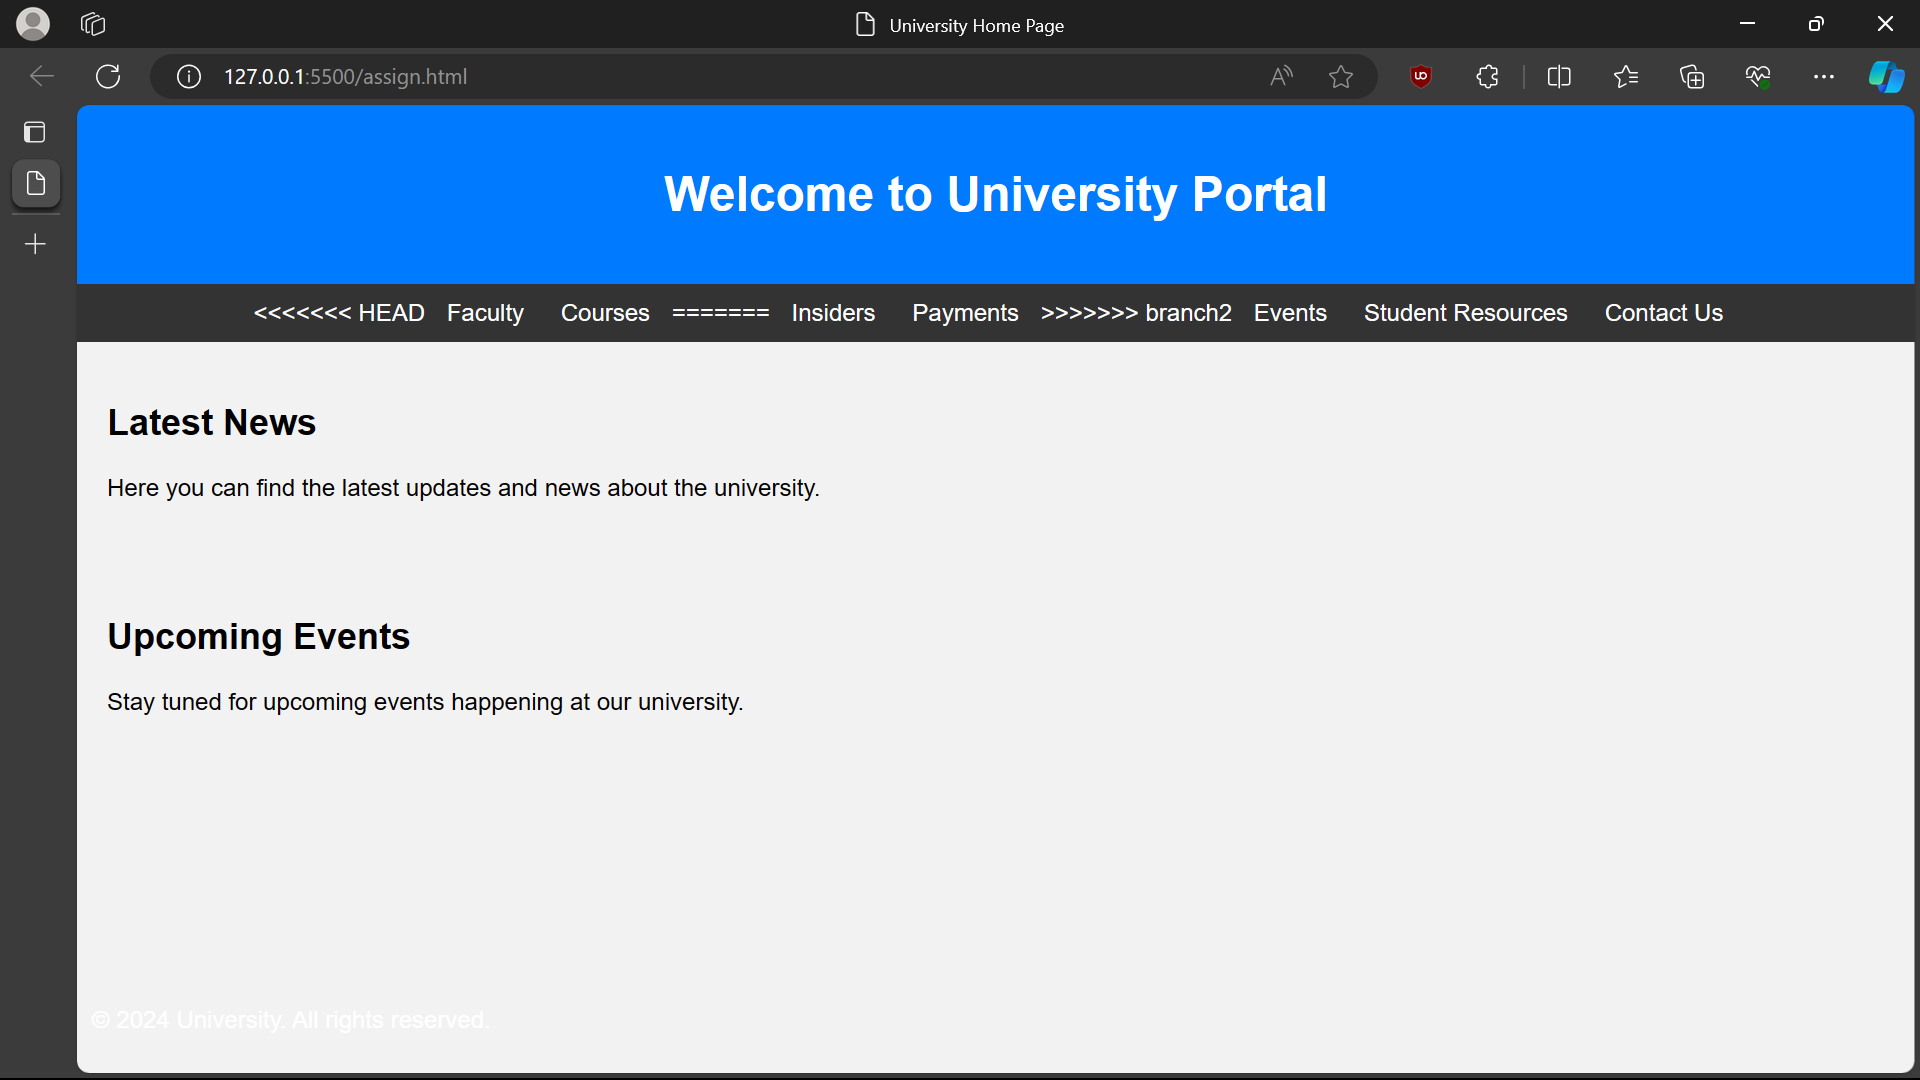 University Home Page
127.0.0.1:5500/assign.html
Welcome to University Portal
<<<<<<< HEAD Faculty Courses ======= Insiders Payments >>>>>>> branch2 Events Student Resources Contact Us
Latest News
Here you can find the latest updates and news about the university.
Upcoming Events
Stay tuned for upcoming events happening at our university.
© 2024 University. All rights reserved.